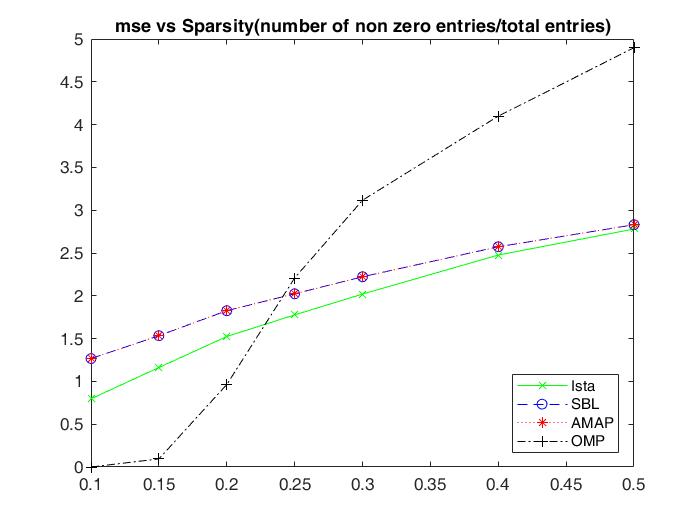 mse vs Sparsity(number of non zero entries/total entries)
5
4.5
4
3.5
3
2.5
2
1.5
1
0.5
0
Ista
SBL
AMAP
OMP
0.1 0.15 0.2 0.25 0.3 0.35 0.4 0.45 0.5